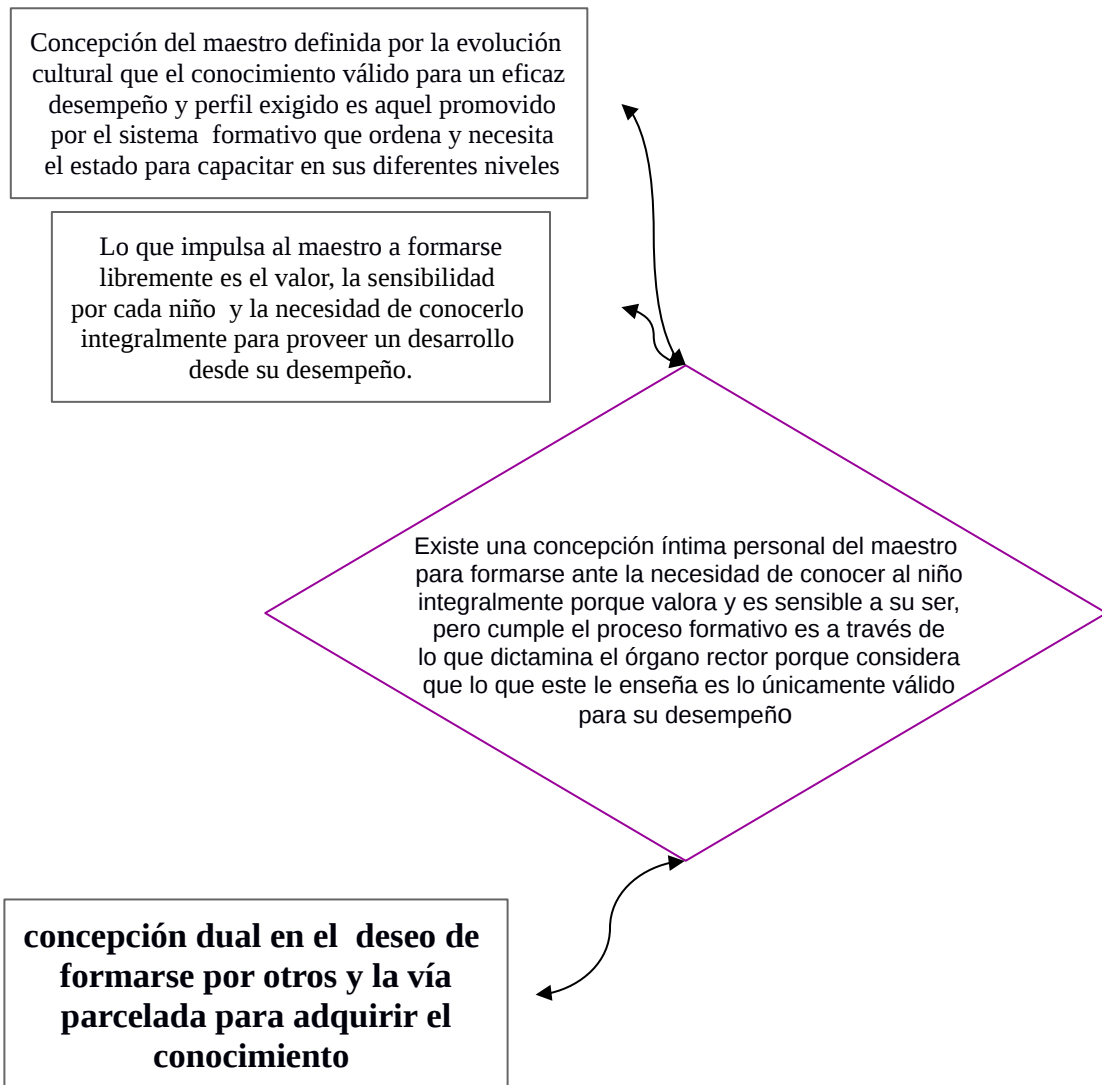 Concepción del maestro definida por la evolución
cultural que el conocimiento válido para un eficaz
desempeño y perfil exigido es aquel promovido
por el sistema formativo que ordena y necesita
el estado para capacitar en sus diferentes niveles
Lo que impulsa al maestro a formarse
libremente es el valor, la sensibilidad
por cada niño y la necesidad de conocerlo
integralmente para proveer un desarrollo
desde su desempeño.
Existe una concepción íntima personal del maestro
para formarse ante la necesidad de conocer al niño
integralmente porque valora y es sensible a su ser,
pero cumple el proceso formativo es a través de
lo que dictamina el órgano rector porque considera
que lo que este le enseña es lo únicamente válido
para su desempeño
concepción dual en el deseo de
formarse por otros y la vía
parcelada para adquirir el
conocimiento